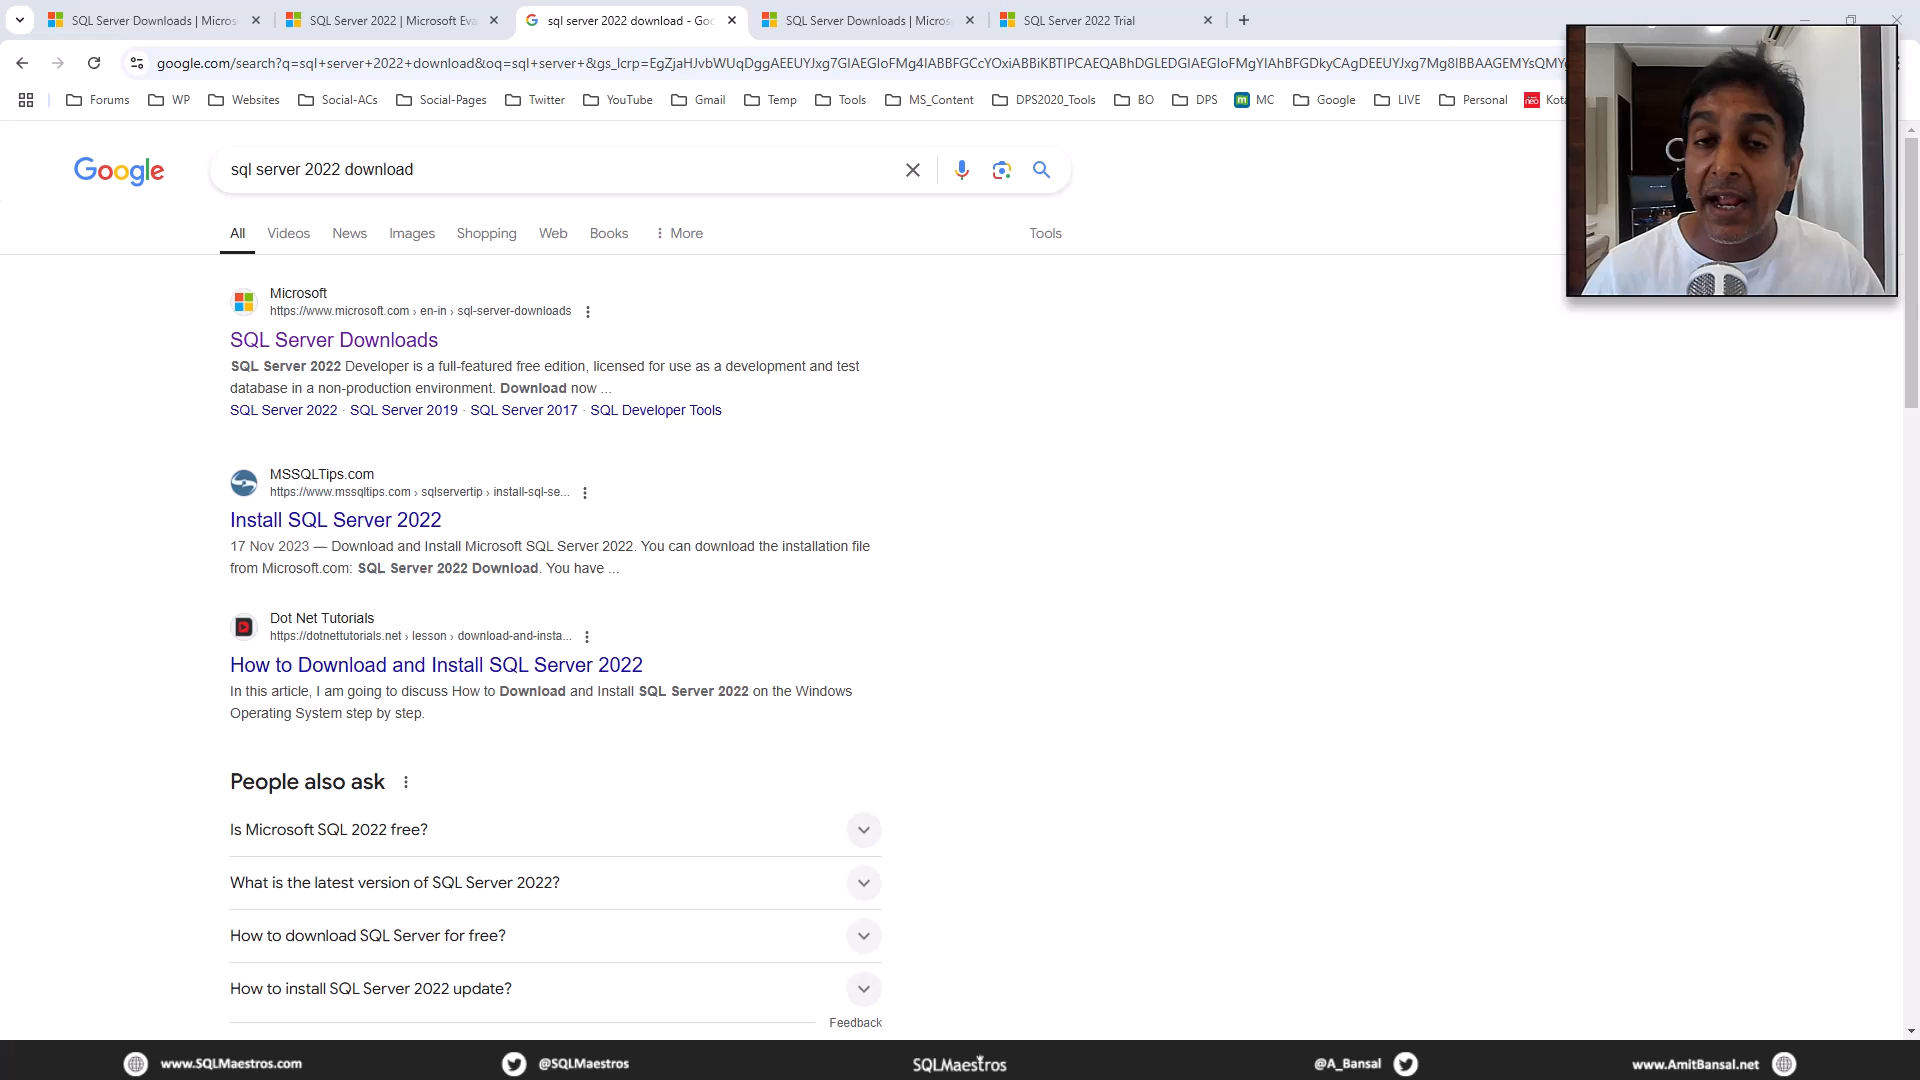 SQL Server Downloads | Micros
SQL Server 2022 | Microsoft Eva
sql server 2022 download - Goo
SQL Server Downloads | Micros
SQL Server 2022 Trial
google.com/search?q=sql+server+2022+download&oq=sql+server+&gs_lcrp=
Forums
WP
Websites
Social-ACs
Social-Pages
Twitter
YouTube
Gmail
Temp
Tools
MS_Content
DPS2020_Tools
BO
DPS
MC
Google
LIVE
Personal
Kota
Google
sql server 2022 download
All
Videos
News
Images
Shopping
Web
Books
More
Tools
Microsoft
https://www.microsoft.com › en-in › sql-server-downloads
SQL Server Downloads
SQL Server 2022 Developer is a full-featured free edition, licensed for use as a development and test
database in a non-production environment. Download now ...
SQL Server 2022 · SQL Server 2019 · SQL Server 2017 · SQL Developer Tools
MSSQLTips.com
https://www.mssqltips.com › sqlservertip › install-sql-se...
Install SQL Server 2022
17 Nov 2023 — Download and Install Microsoft SQL Server 2022. You can download the installation file
from Microsoft.com: SQL Server 2022 Download. You have ...
Dot Net Tutorials
https://dotnettutorials.net › lesson › download-and-insta...
How to Download and Install SQL Server 2022
In this article, I am going to discuss How to Download and Install SQL Server 2022 on the Windows
Operating System step by step.
People also ask
Is Microsoft SQL 2022 free?
What is the latest version of SQL Server 2022?
How to download SQL Server for free?
How to install SQL Server 2022 update?
Feedback
www.SQLMaestros.com
@SQLMaestros
SQLMaestros
@A_Bansal
www.AmitBansal.net